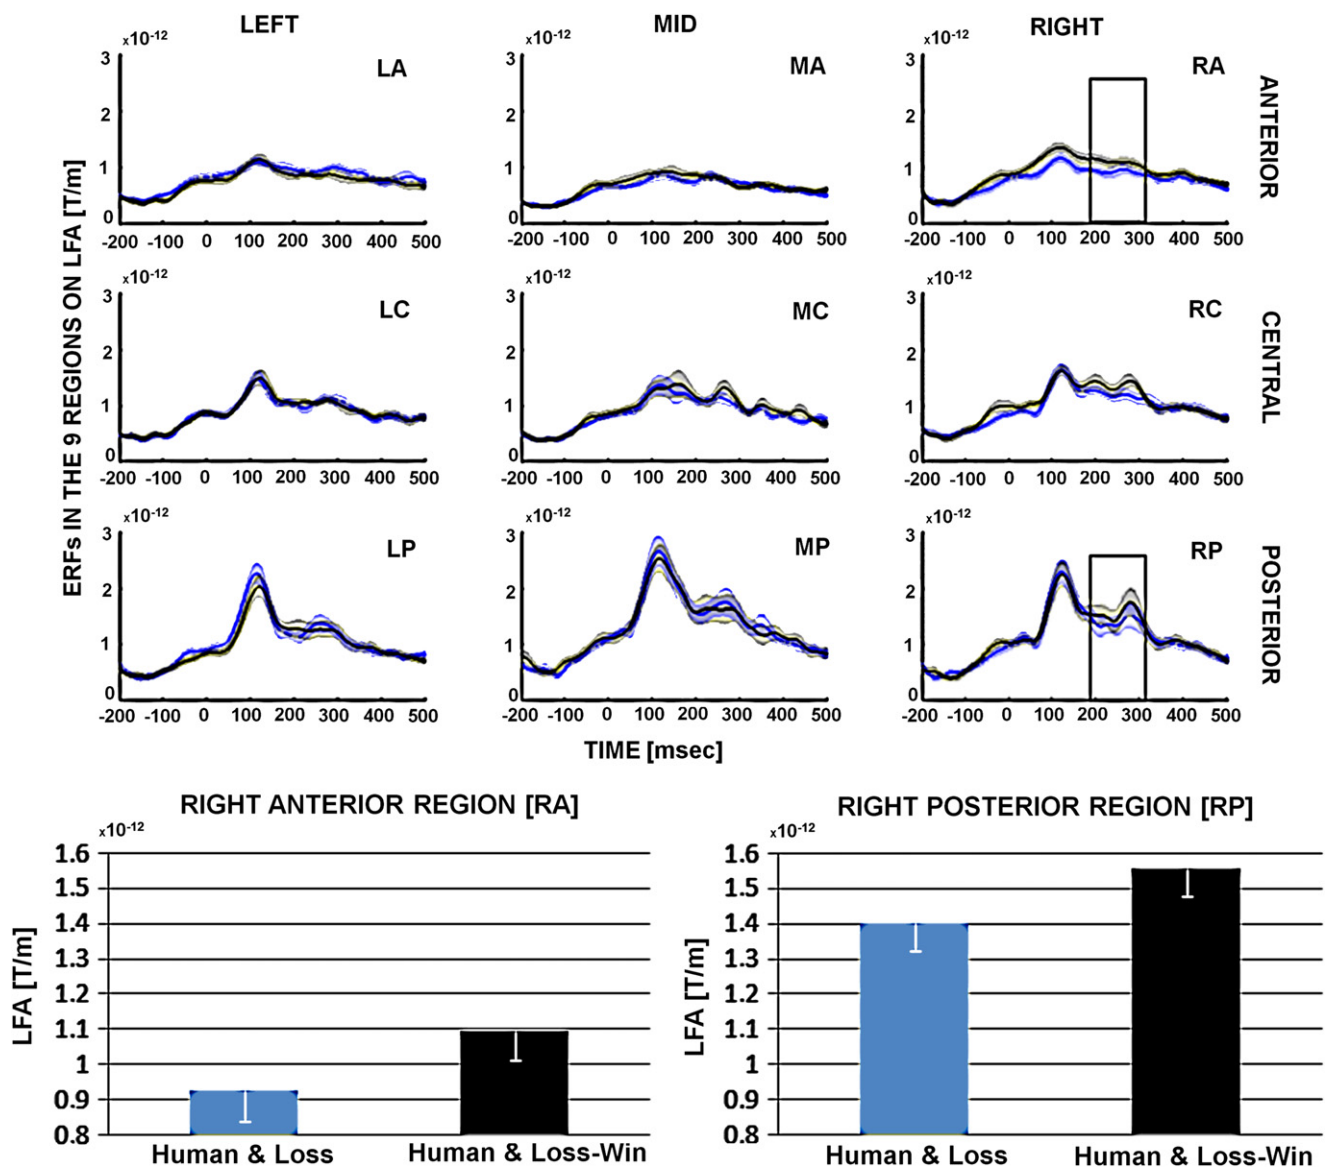 LEFT MID RIGHT
x10-12 x10-12 x10-12
3 LA 3 MA 3 RA
2 2 2
1 1 1
0 0 0
-200 -100 0 100 200 300 400 500 -200 -100 0 100 200 300 400 500 -200 -100 0 100 200 300 400 500
ANTERIOR
ERFs IN THE 9 REGIONS ON LFA [T/m]
x10-12 x10-12 x10-12
3 LC 3 MC 3 RC
2 2 2
1 1 1
0 0 0
-200 -100 0 100 200 300 400 500 -200 -100 0 100 200 300 400 500 -200 -100 0 100 200 300 400 500
CENTRAL
x10-12 x10-12 x10-12
3 LP 3 MP 3 RP
2 2 2
1 1 1
0 0 0
-200 -100 0 100 200 300 400 500 -200 -100 0 100 200 300 400 500 -200 -100 0 100 200 300 400 500
POSTERIOR
TIME [msec]
RIGHT ANTERIOR REGION [RA]
x10-12
1.6
1.5
1.4
1.3
1.2
1.1
1
0.9
0.8
LFA [T/m]
Human & Loss Human & Loss-Win
RIGHT POSTERIOR REGION [RP]
x10-12
1.6
1.5
1.4
1.3
1.2
1.1
1
0.9
0.8
LFA [T/m]
Human & Loss Human & Loss-Win